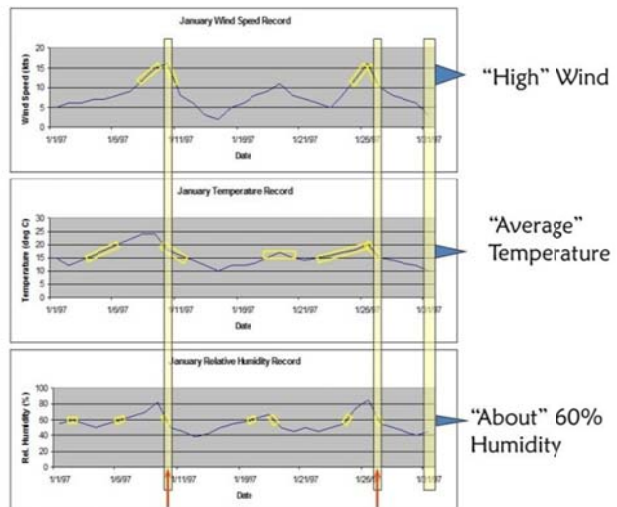 January Wind Speed Record
20
15
10
5
0
Wind Speed (kts)
1/1/97 1/6/97 1/11/97 1/16/97 1/21/97 1/26/97 1/31/97
Date
"High" Wind
January Temperature Record
30
25
20
15
10
5
0
Temperature (deg C)
1/1/97 1/6/97 1/11/97 1/16/97 1/21/97 1/26/97 1/31/97
Date
"Average"
Temperature
January Relative Humidity Record
100
80
60
40
20
0
Rel. Humidity (%)
1/1/97 1/6/97 1/11/97 1/16/97 1/21/97 1/26/97 1/31/97
Date
"About" 60%
Humidity